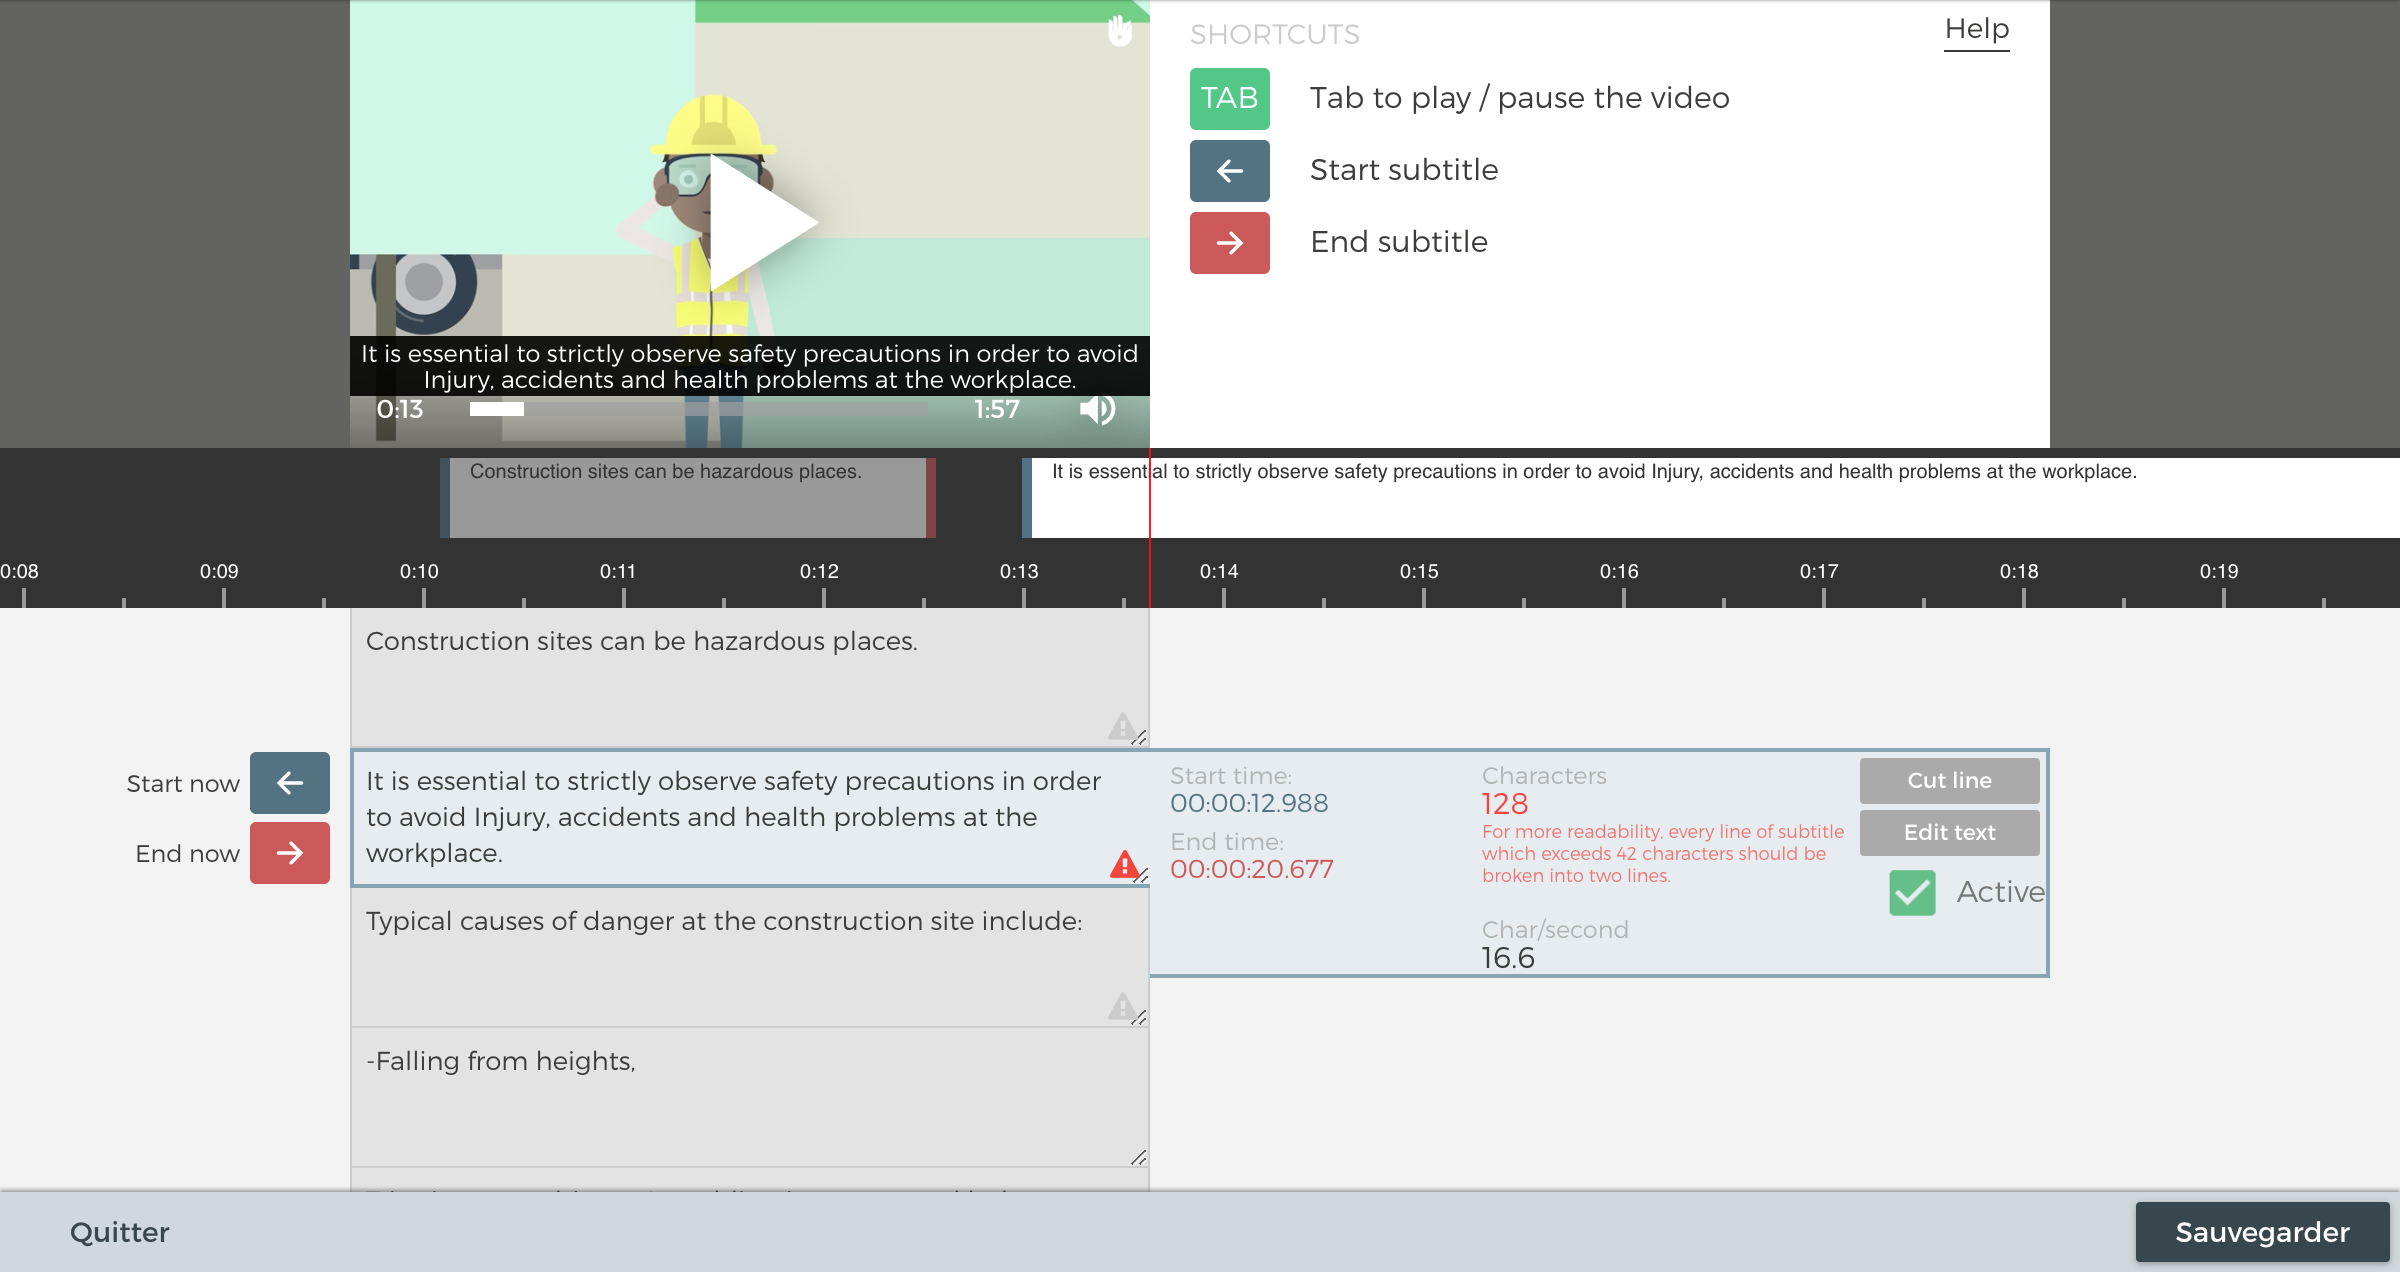 SHORTCUTS
Help
TAB
Tab to play / pause the video
Start subtitle
End subtitle
It is essential to strictly observe safety precautions in order to avoid
Injury, accidents and health problems at the workplace.
0:13
1:57
Construction sites can be hazardous places.
It is essential to strictly observe safety precautions in order to avoid Injury, accidents and health problems at the workplace.
0:08
0:09
0:10
0:11
0:12
0:13
0:14
0:15
0:16
0:17
0:18
0:19
Construction sites can be hazardous places.
Start now
End now
It is essential to strictly observe safety precautions in order
to avoid Injury, accidents and health problems at the
workplace.
Start time:
00:00:12.988
End time:
00:00:20.677
Characters
128
For more readability, every line of subtitle
which exceeds 42 characters should be
broken into two lines.
Char/second
16.6
Cut line
Edit text
Active
Typical causes of danger at the construction site include:
-Falling from heights,
Quitter
Sauvegarder